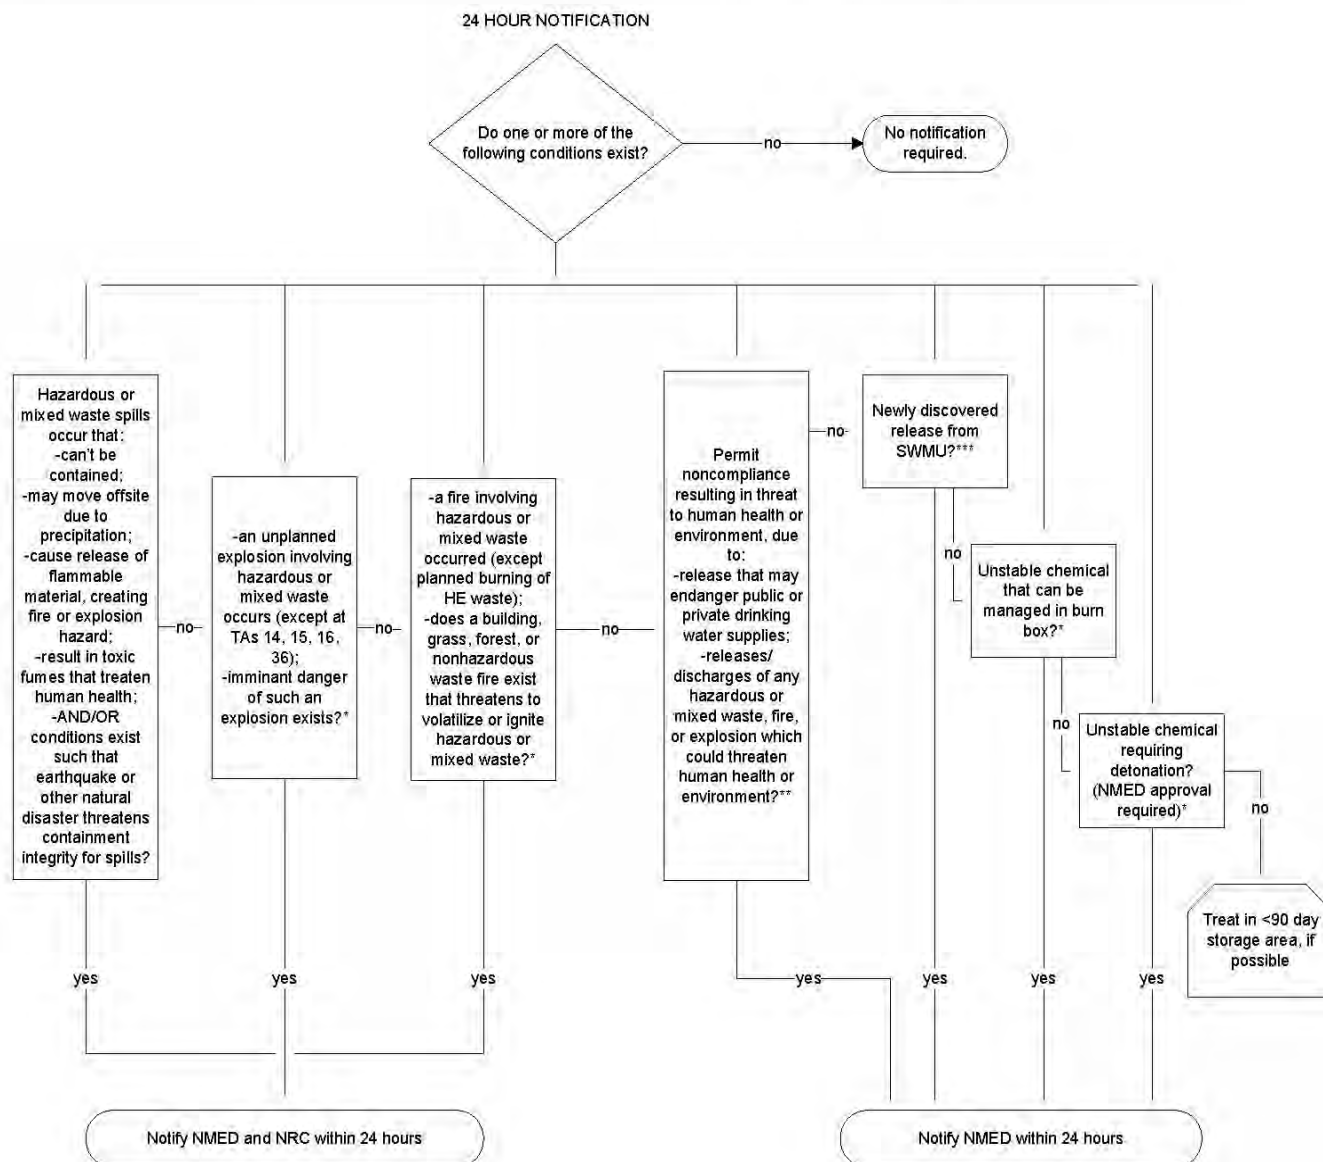 24 HOUR NOTIFICATION
Do one or more of the
following conditions exist?
no
No notification
required.
Hazardous or
mixed waste spills
occur that:
-can't be
contained;
-may move offsite
due to
precipitation;
-cause release of
flammable
material, creating
fire or explosion
hazard;
-result in toxic
fumes that treaten
human health;
-AND/OR
conditions exist
such that
earthquake or
other natural
disaster threatens
containment
integrity for spills?
no
-an unplanned
explosion involving
hazardous or
mixed waste
occurs (except at
TAs 14, 15, 16,
36);
-imminant danger
of such an
explosion exists?*
no
-a fire involving
hazardous or
mixed waste
occurred (except
planned burning of
HE waste);
-does a building,
grass, forest, or
nonhazardous
waste fire exist
that threatens to
volatilize or ignite
hazardous or
mixed waste?*
no
Permit
noncompliance
resulting in threat
to human health or
environment, due
to:
-release that may
endanger public or
private drinking
water supplies;
-releases/
discharges of any
hazardous or
mixed waste, fire,
or explosion which
could threaten
human health or
environment?**
no
Newly discovered
release from
SWMU?***
no
Unstable chemical
that can be
managed in burn
box?*
no
Unstable chemical
requiring
detonation?
(NMED approval
required)*
no
Treat in <90 day
storage area, if
possible
yes
yes
yes
yes
yes
yes
yes
Notify NMED and NRC within 24 hours
Notify NMED within 24 hours